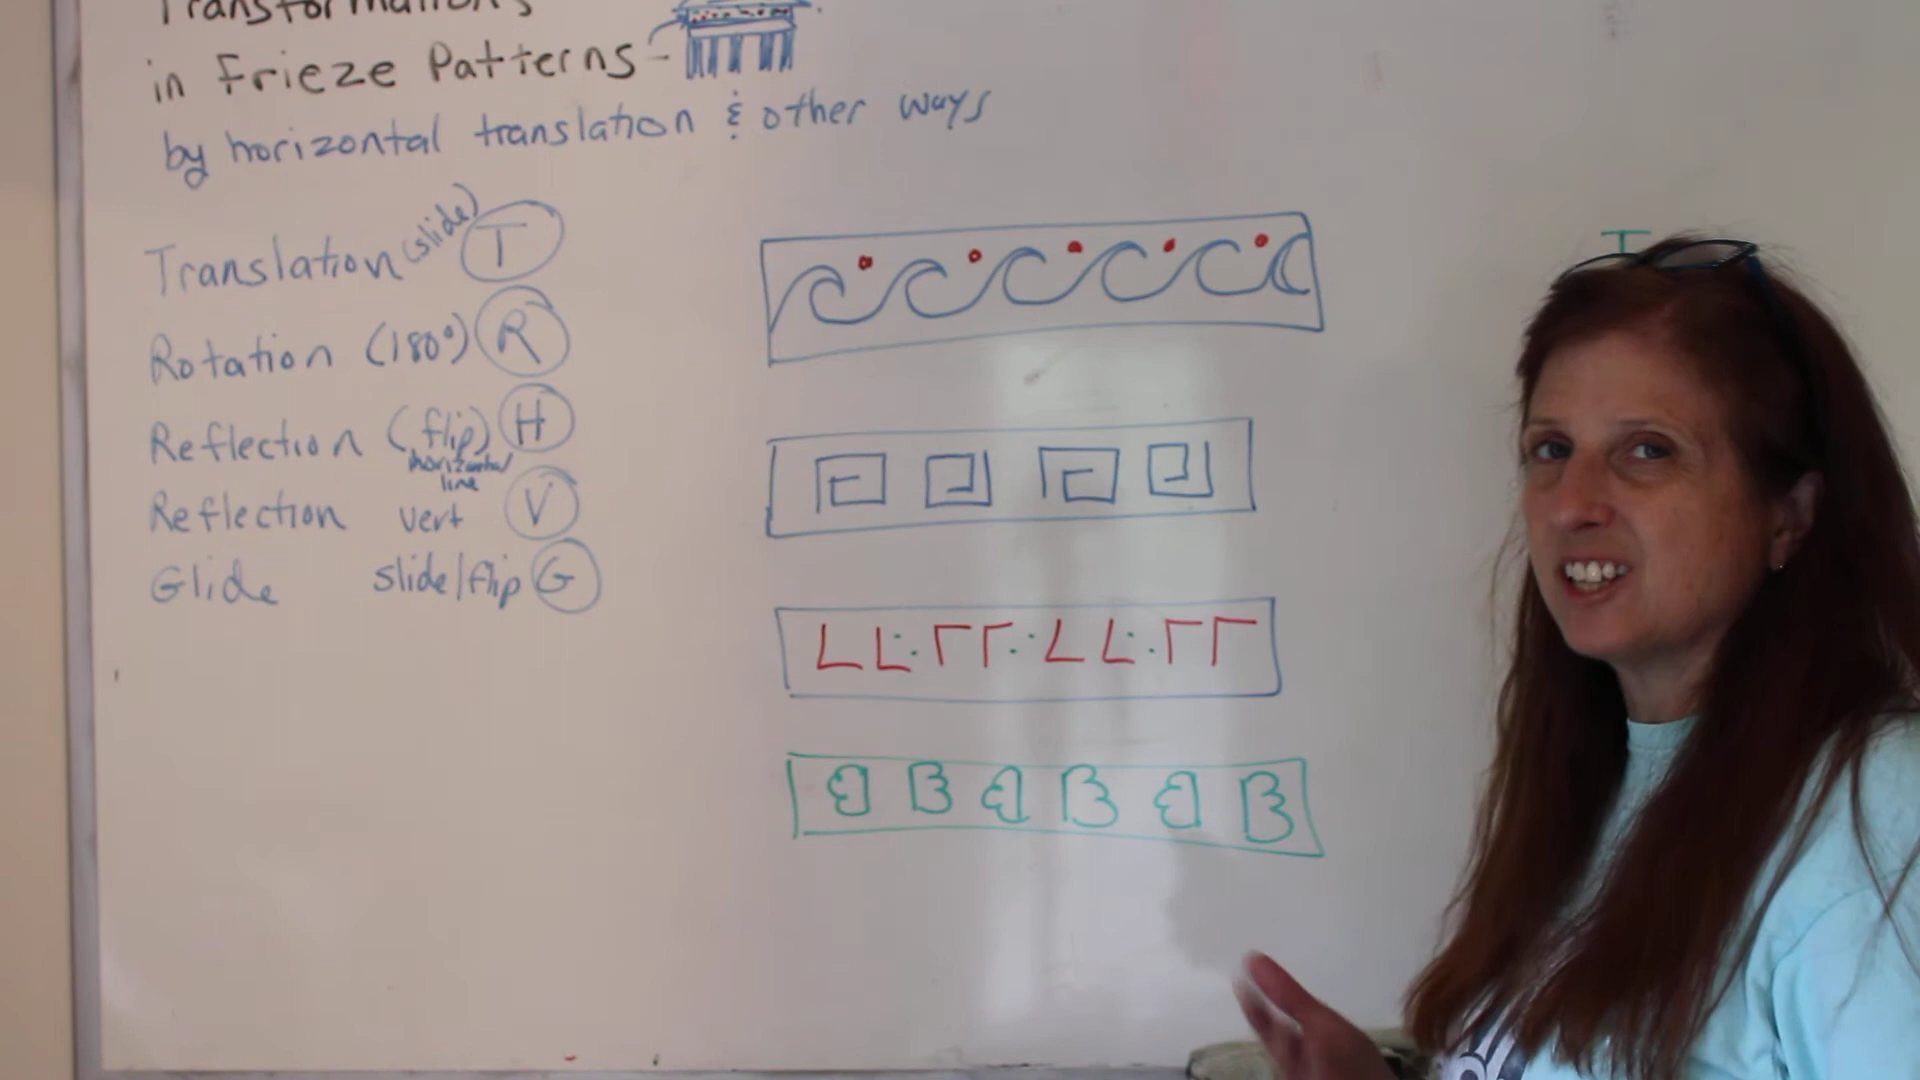 Transformations
in Frieze Patterns -
by horizontal translation & other ways
Translation (slide) T
Rotation (180°) R
Reflection (flip) H
horizontal
line
Reflection vert V
Glide slide/flip G
T